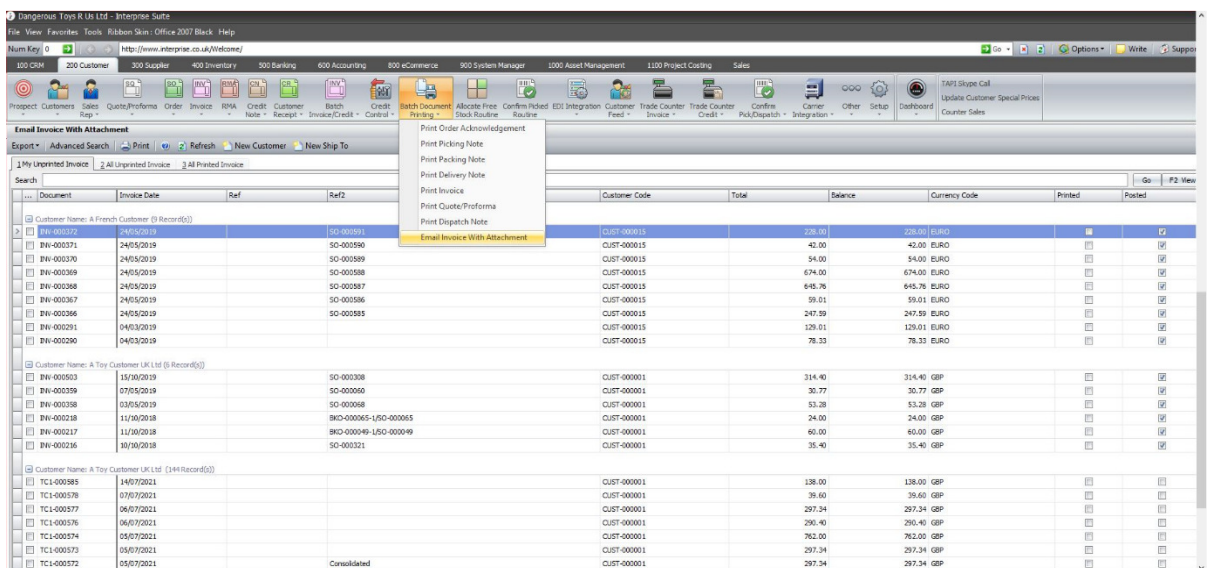 Dangerous Toys R Us Ltd - Interprise Suite
File View Favorites Tools Ribbon Skin : Office 2007 Black Help
Num Key 0 http://www.interprise.co.uk/Welcome/ Go Options Write Suppor
100 CRM 200 Customer 300 Supplier 400 Inventory 500 Banking 600 Accounting 800 eCommerce 900 System Manager 1000 Asset Management 1100 Project Costing Sales
Prospect Customers Sales Rep Quote/Proforma Order Invoice RMA Credit Note Customer Receipt Batch Invoice/Credit Credit Control Batch Document Printing Allocate Free Stock Routine Confirm Picked Routine EDI Integration Customer Feed Trade Counter Invoice Trade Counter Credit Confirm Pick/Dispatch Carrier Integration Other Setup Dashboard
TAPI Skype Call
Update Customer Special Prices
Counter Sales
Print Order Acknowledgement
Print Picking Note
Print Packing Note
Print Delivery Note
Print Invoice
Print Quote/Proforma
Print Dispatch Note
Email Invoice With Attachment
Email Invoice With Attachment
Export Advanced Search Print Refresh New Customer New Ship To
1 My Unprinted Invoice 2 All Unprinted Invoice 3 All Printed Invoice
Search Go F2 View
... Document Invoice Date Ref Ref2 Customer Code Total Balance Currency Code Printed Posted
Customer Name: A French Customer (9 Record(s))
INV-000372 24/05/2019 SO-000591 CUST-000015 228.00 228.00 EURO
INV-000371 24/05/2019 SO-000590 CUST-000015 42.00 42.00 EURO
INV-000370 24/05/2019 SO-000589 CUST-000015 54.00 54.00 EURO
INV-000369 24/05/2019 SO-000588 CUST-000015 674.00 674.00 EURO
INV-000368 24/05/2019 SO-000587 CUST-000015 645.76 645.76 EURO
INV-000367 24/05/2019 SO-000586 CUST-000015 59.01 59.01 EURO
INV-000366 24/05/2019 SO-000585 CUST-000015 247.59 247.59 EURO
INV-000291 04/03/2019 CUST-000015 129.01 129.01 EURO
INV-000290 04/03/2019 CUST-000015 78.33 78.33 EURO
Customer Name: A Toy Customer UK Ltd (6 Record(s))
INV-000503 15/10/2019 SO-000308 CUST-000001 314.40 314.40 GBP
INV-000359 07/05/2019 SO-000060 CUST-000001 30.77 30.77 GBP
INV-000358 03/05/2019 SO-000068 CUST-000001 53.28 53.28 GBP
INV-000218 11/10/2018 BKO-000065-1/SO-000065 CUST-000001 24.00 24.00 GBP
INV-000217 11/10/2018 BKO-000049-1/SO-000049 CUST-000001 60.00 60.00 GBP
INV-000216 10/10/2018 SO-000321 CUST-000001 35.40 35.40 GBP
Customer Name: A Toy Customer UK Ltd (144 Record(s))
TC1-000585 14/07/2021 CUST-000001 138.00 138.00 GBP
TC1-000578 07/07/2021 CUST-000001 39.60 39.60 GBP
TC1-000577 06/07/2021 CUST-000001 297.34 297.34 GBP
TC1-000576 06/07/2021 CUST-000001 290.40 290.40 GBP
TC1-000574 05/07/2021 CUST-000001 762.00 762.00 GBP
TC1-000573 05/07/2021 CUST-000001 297.34 297.34 GBP
TC1-000572 05/07/2021 Consolidated CUST-000001 297.34 297.34 GBP